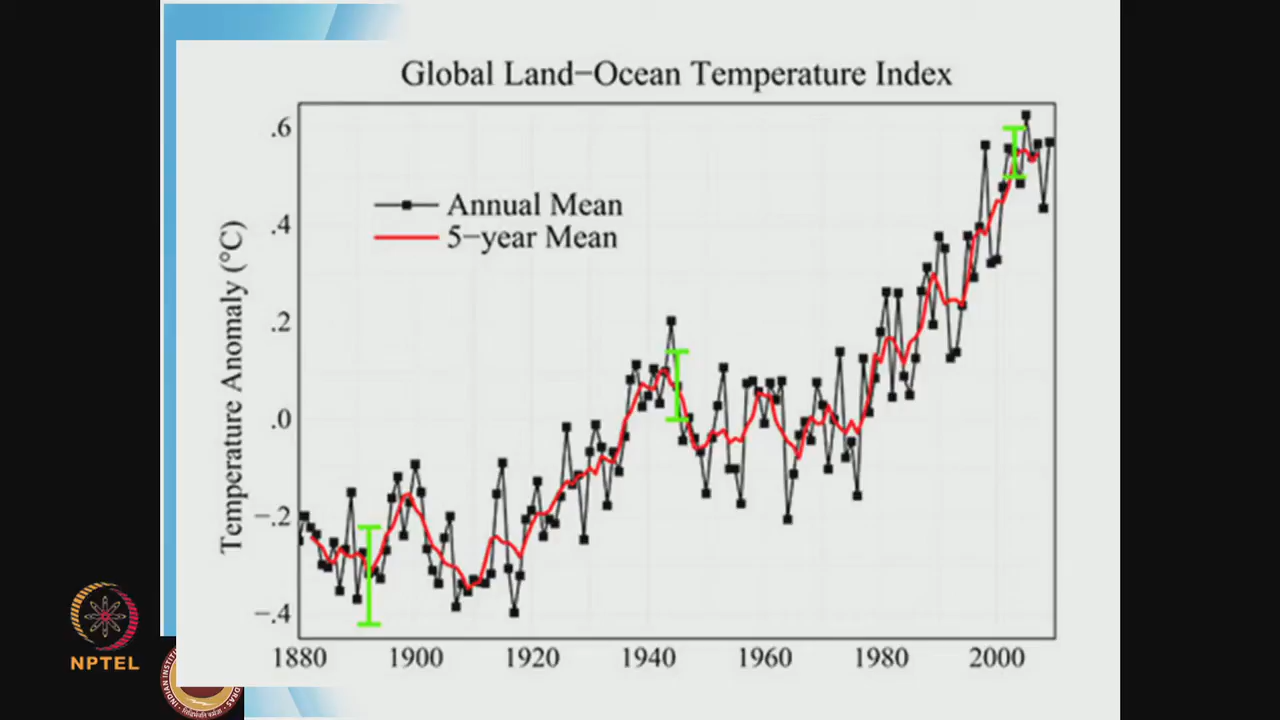 Global Land−Ocean Temperature Index
.6
.4
.2
.0
−.2
−.4
Temperature Anomaly (°C)
Annual Mean
5−year Mean
1880 1900 1920 1940 1960 1980 2000
NPTEL